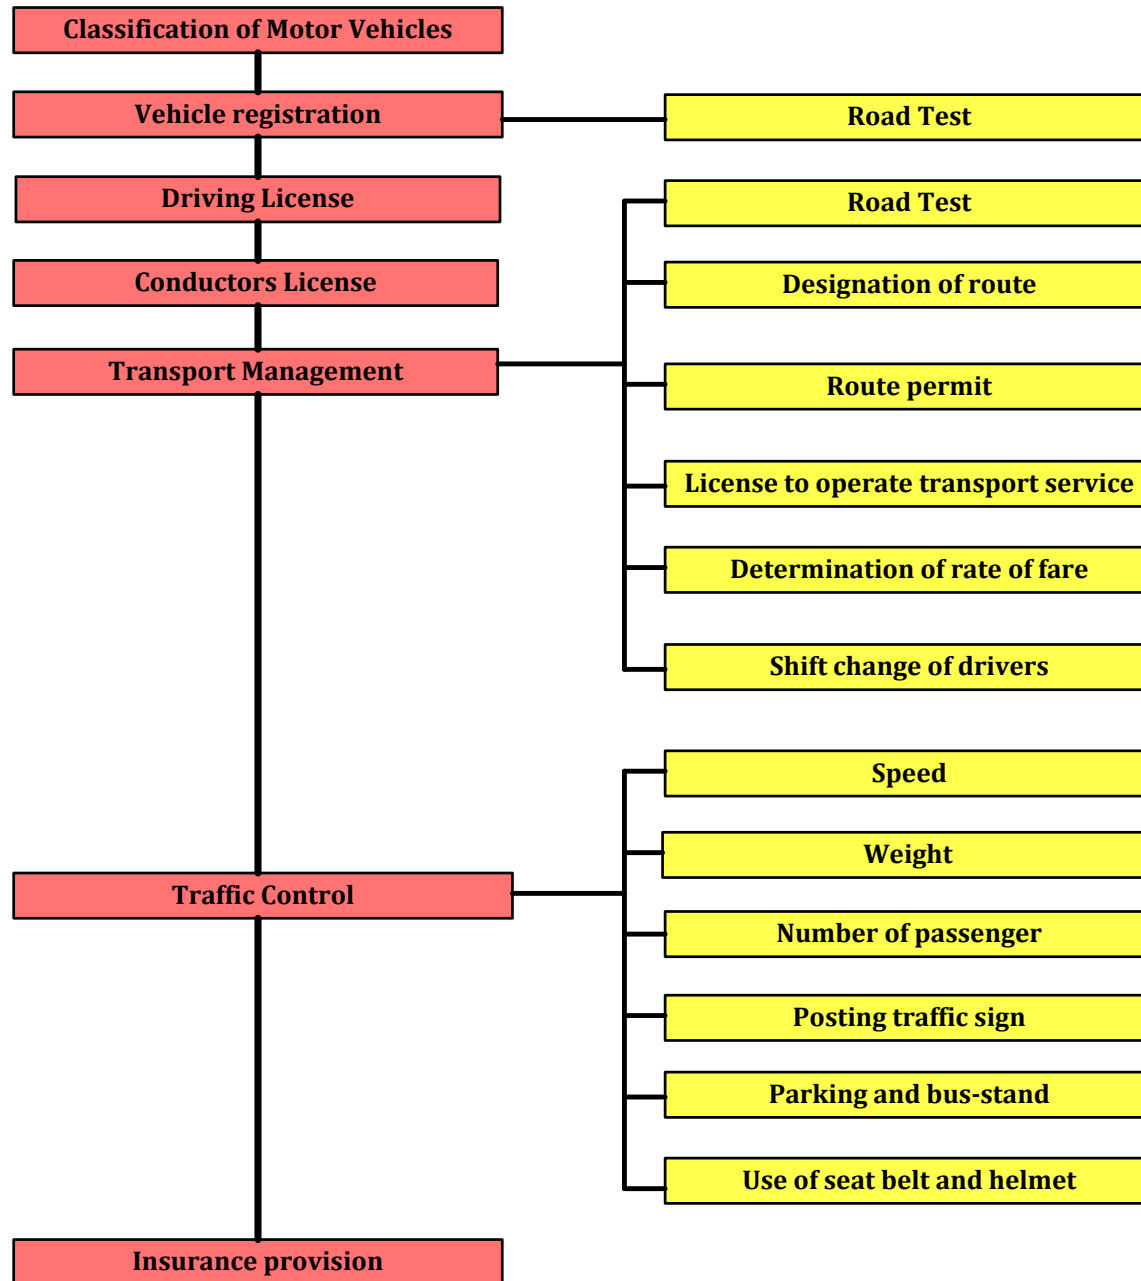 Classification of Motor Vehicles
Vehicle registration
Road Test
Driving License
Road Test
Conductors License
Designation of route
Transport Management
Route permit
License to operate transport service
Determination of rate of fare
Shift change of drivers
Speed
Weight
Traffic Control
Number of passenger
Posting traffic sign
Parking and bus-stand
Use of seat belt and helmet
Insurance provision